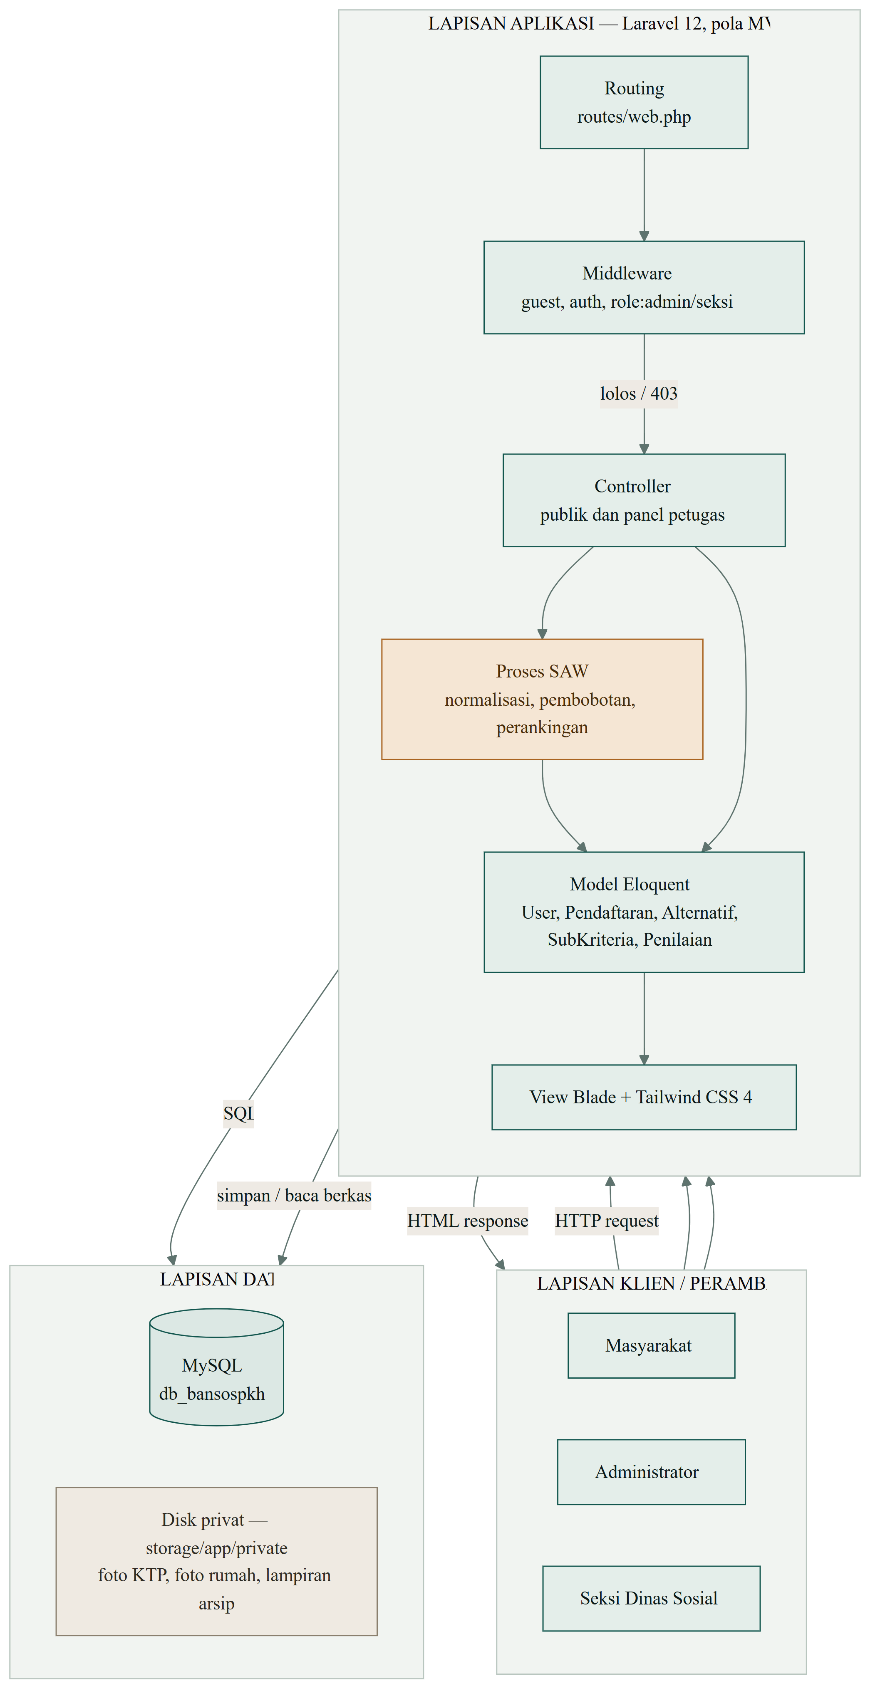 LAPISAN APLIKASI — Laravel 12, pola MV
Routing
routes/web.php
Middleware
guest, auth, role:admin/seksi
lolos / 403
Controller
publik dan panel petugas
Proses SAW
normalisasi, pembobotan,
perankingan
Model Eloquent
User, Pendaftaran, Alternatif,
SubKriteria, Penilaian
View Blade + Tailwind CSS 4
SQL
simpan / baca berkas
HTML response
HTTP request
LAPISAN DAT
MySQL
db_bansospkh
Disk privat —
storage/app/private
foto KTP, foto rumah, lampiran
arsip
LAPISAN KLIEN / PERAMB
Masyarakat
Administrator
Seksi Dinas Sosial